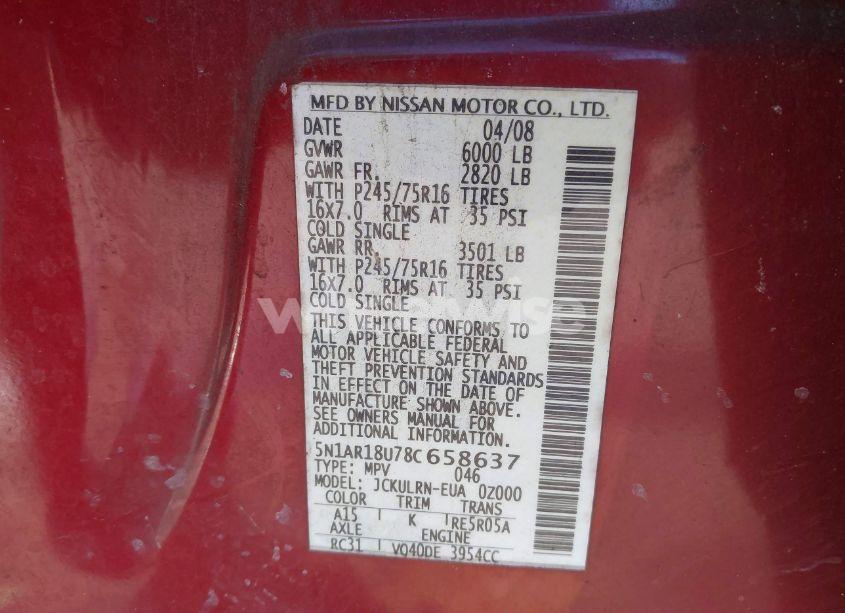 MFD BY NISSAN MOTOR CO., LTD.
DATE 04/08
GVWR 6000 LB
GAWR FR. 2820 LB
WITH P245/75R16 TIRES
16X7.0 RIMS AT 35 PSI
COLD SINGLE
GAWR RR. 3501 LB
WITH P245/75R16 TIRES
16X7.0 RIMS AT 35 PSI
COLD SINGLE
THIS VEHICLE CONFORMS TO
ALL APPLICABLE FEDERAL
MOTOR VEHICLE SAFETY AND
THEFT PREVENTION STANDARDS
IN EFFECT ON THE DATE OF
MANUFACTURE SHOWN ABOVE.
SEE OWNERS MANUAL FOR
ADDITIONAL INFORMATION.
5N1AR18U78C658637
TYPE: MPV 046
MODEL: JCKULRN-EUA 0Z000
COLOR TRIM TRANS
A15 K RE5R05A
AXLE ENGINE
RC31 VQ40DE 3954CC